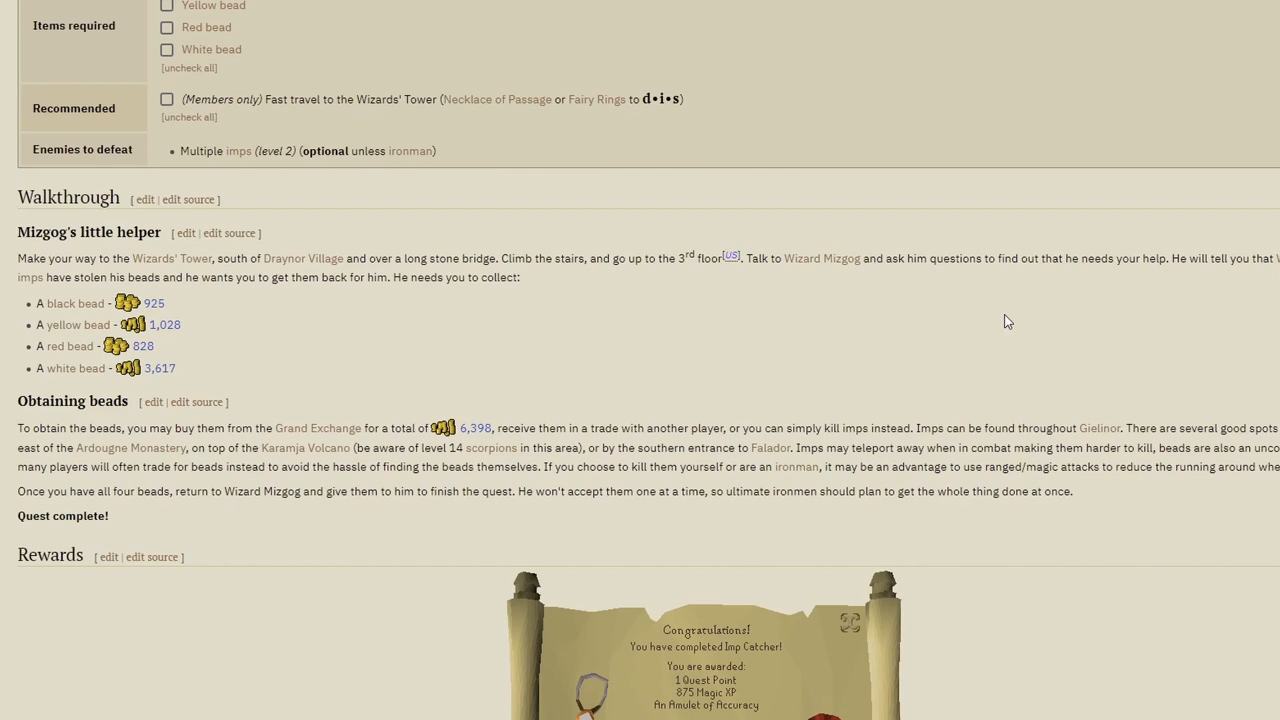 Items required
Yellow bead
Red bead
White bead
[uncheck all]
Recommended
(Members only) Fast travel to the Wizards' Tower (Necklace of Passage or Fairy Rings to d•i•s)
[uncheck all]
Enemies to defeat
• Multiple imps (level 2) (optional unless ironman)
Walkthrough [ edit | edit source ]
Mizgog's little helper [ edit | edit source ]
Make your way to the Wizards' Tower, south of Draynor Village and over a long stone bridge. Climb the stairs, and go up to the 3rd floor[US]. Talk to Wizard Mizgog and ask him questions to find out that he needs your help. He will tell you that
imps have stolen his beads and he wants you to get them back for him. He needs you to collect:
• A black bead - 925
• A yellow bead - 1,028
• A red bead - 828
• A white bead - 3,617
Obtaining beads [ edit | edit source ]
To obtain the beads, you may buy them from the Grand Exchange for a total of 6,398, receive them in a trade with another player, or you can simply kill imps instead. Imps can be found throughout Gielinor. There are several good spots
east of the Ardougne Monastery, on top of the Karamja Volcano (be aware of level 14 scorpions in this area), or by the southern entrance to Falador. Imps may teleport away when in combat making them harder to kill, beads are also an unco
many players will often trade for beads instead to avoid the hassle of finding the beads themselves. If you choose to kill them yourself or are an ironman, it may be an advantage to use ranged/magic attacks to reduce the running around whe
Once you have all four beads, return to Wizard Mizgog and give them to him to finish the quest. He won't accept them one at a time, so ultimate ironmen should plan to get the whole thing done at once.
Quest complete!
Rewards [ edit | edit source ]
Congratulations!
You have completed Imp Catcher!
You are awarded:
1 Quest Point
875 Magic XP
An Amulet of Accuracy